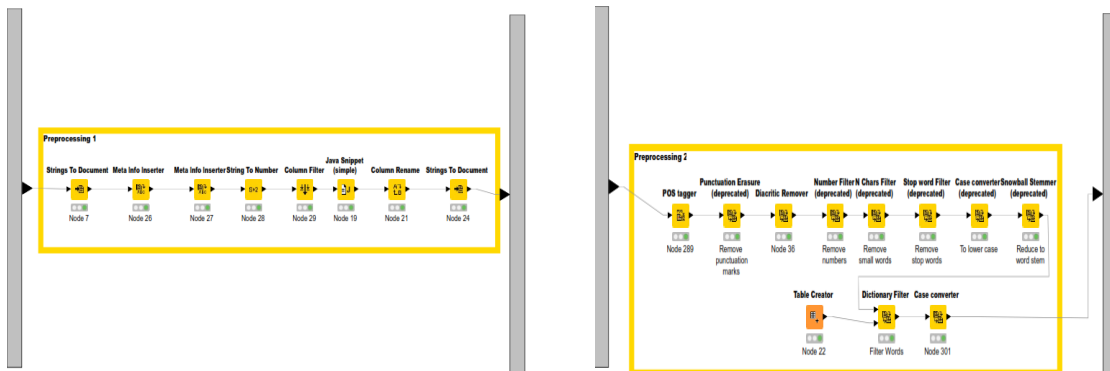 Preprocessing 1
Strings To Document Meta Info Inserter Meta Info Inserter String To Number Column Filter Java Snippet (simple) Column Rename Strings To Document
Node 7 Node 26 Node 27 Node 28 Node 29 Node 19 Node 21 Node 24
Preprocessing 2
POS tagger Punctuation Erasure (deprecated) Diacritic Remover Number Filter (deprecated) N Chars Filter (deprecated) Stop word Filter (deprecated) Case converter (deprecated) Snowball Stemmer (deprecated)
Node 289 Remove punctuation marks Node 36 Remove numbers Remove small words Remove stop words To lower case Reduce to word stem
Table Creator Dictionary Filter Case converter
Node 22 Filter Words Node 301